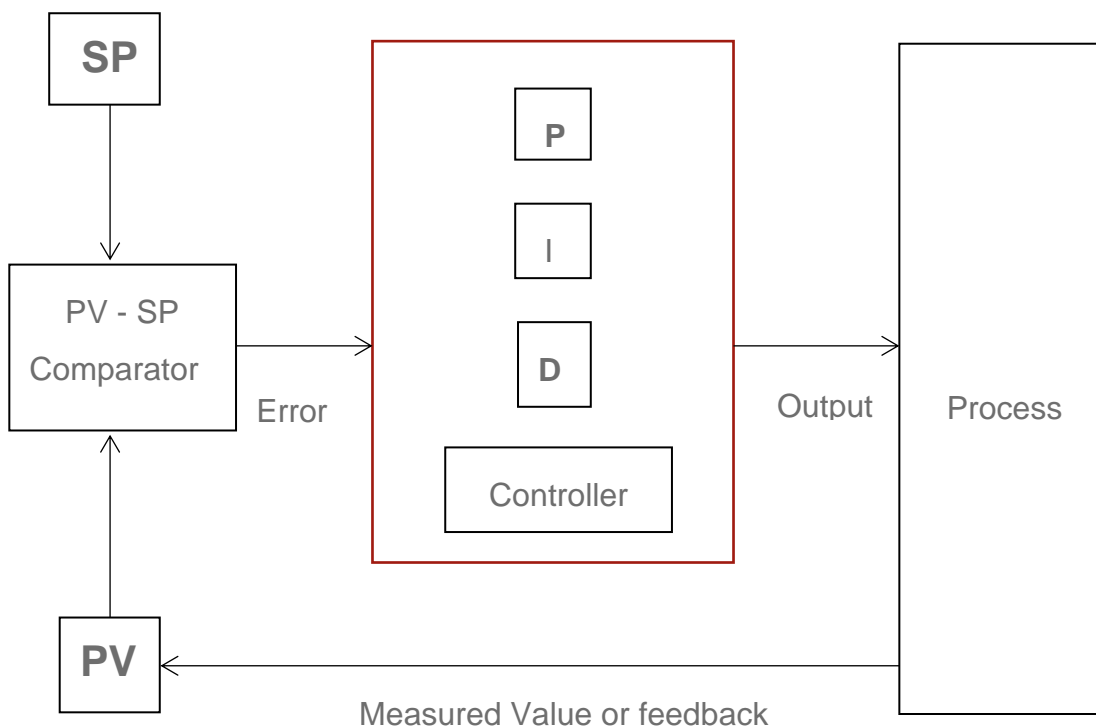 SP
P
I
D
PV - SP
Comparator
Error
Controller
Output
Process
PV
Measured Value or feedback